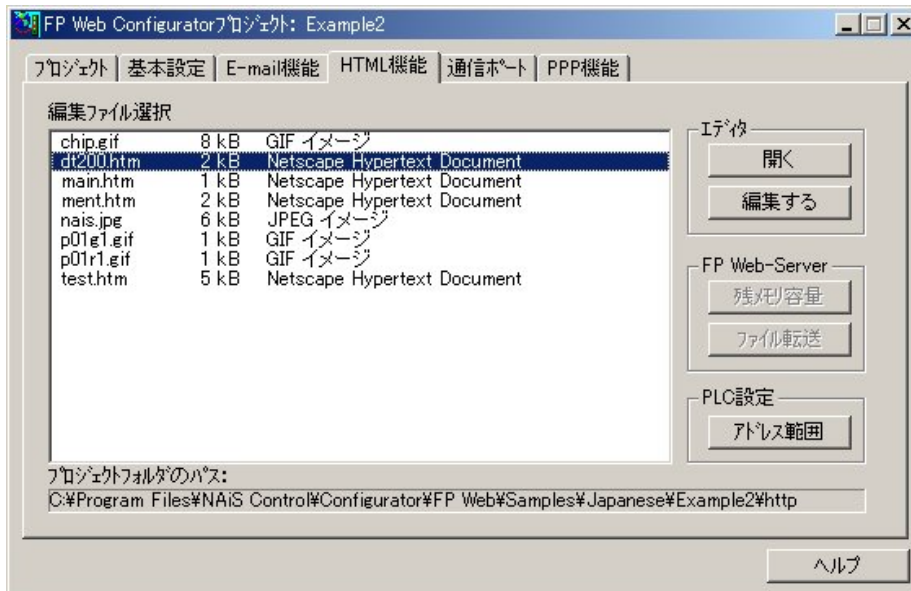 FP Web Configuratorプロジェクト: Example2
プロジェクト 基本設定 E-mail機能 HTML機能 通信ポート PPP機能
編集ファイル選択
chip.gif 8 kB GIF イメージ
dt200.htm 2 kB Netscape Hypertext Document
main.htm 1 kB Netscape Hypertext Document
ment.htm 2 kB Netscape Hypertext Document
nais.jpg 6 kB JPEG イメージ
p01g1.gif 1 kB GIF イメージ
p01r1.gif 1 kB GIF イメージ
test.htm 5 kB Netscape Hypertext Document
エディタ
開く
編集する
FP Web-Server
残メモリ容量
ファイル転送
PLC設定
アドレス範囲
プロジェクトフォルダのパス:
C:¥Program Files¥NAiS Control¥Configurator¥FP Web¥Samples¥Japanese¥Example2¥http
ヘルプ